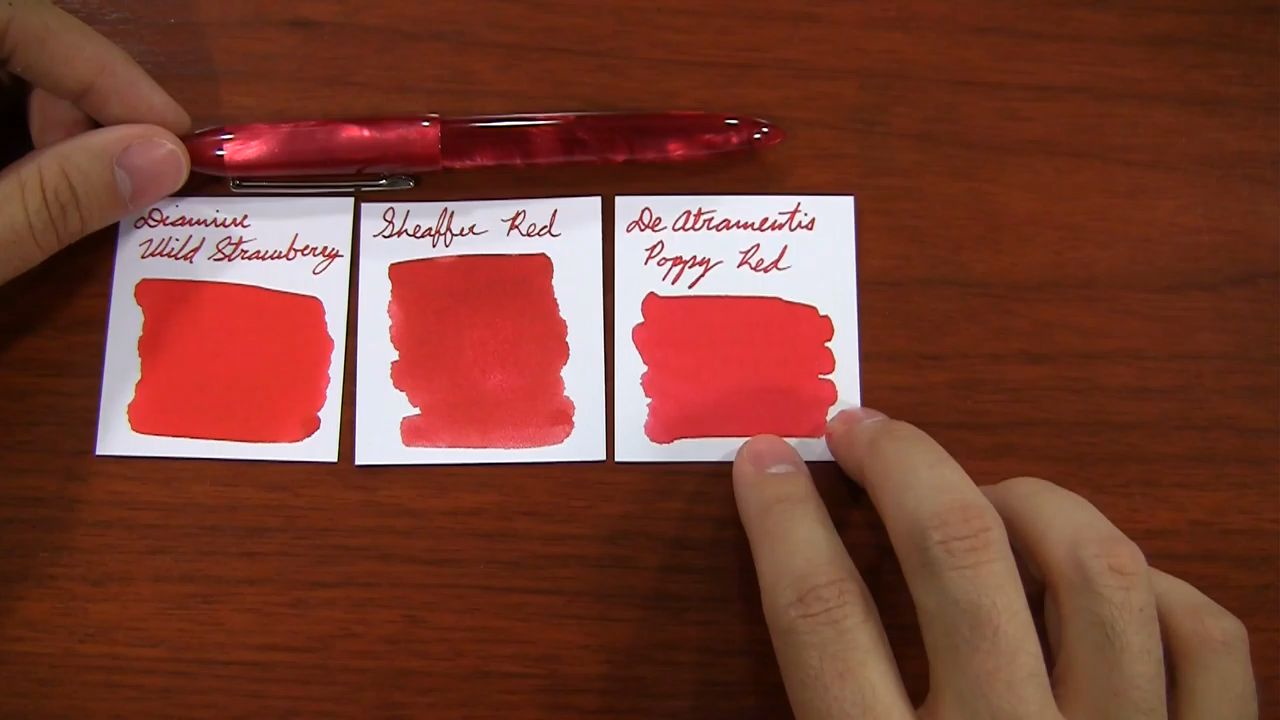 Diamine
Wild Strawberry
Sheaffer Red
De Atramentis
Poppy Red